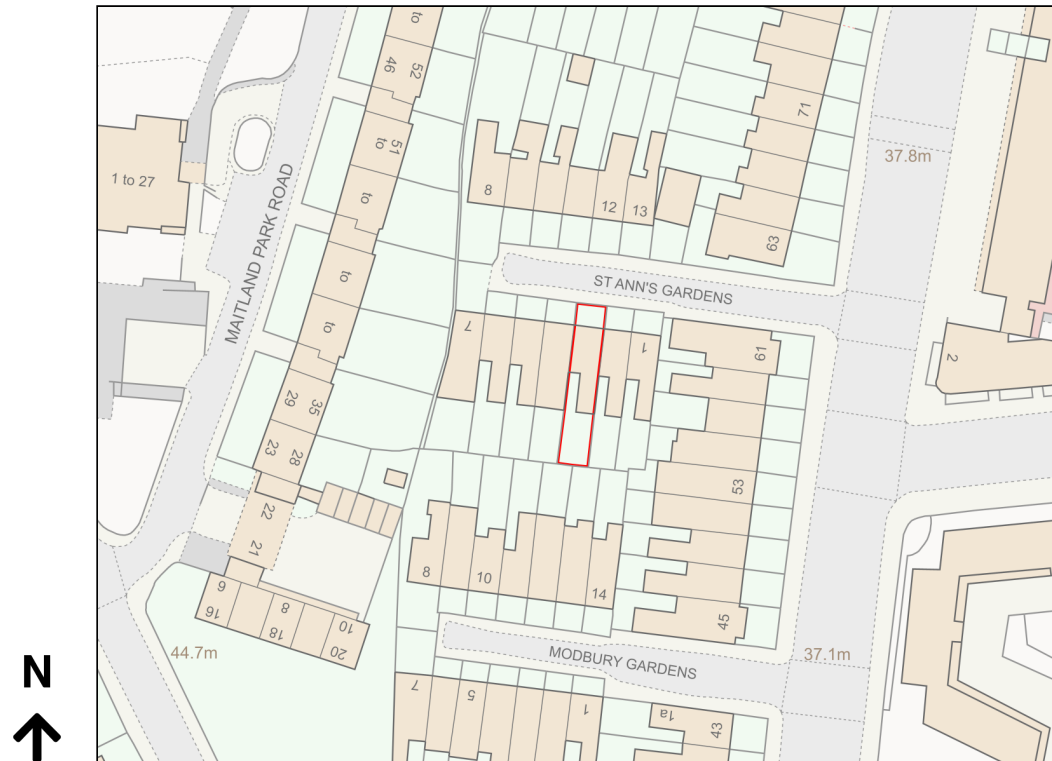 to
46
52
71
37.8m
51
to
1 to 27
8
12
13
to
MAITLAND PARK ROAD
63
to
ST ANN'S GARDENS
to
7
1
61
2
29
35
23
28
53
22
21
8
10
14
6
16
8
18
10
20
45
44.7m
MODBURY GARDENS
37.1m
7
5
1
1a
43
N